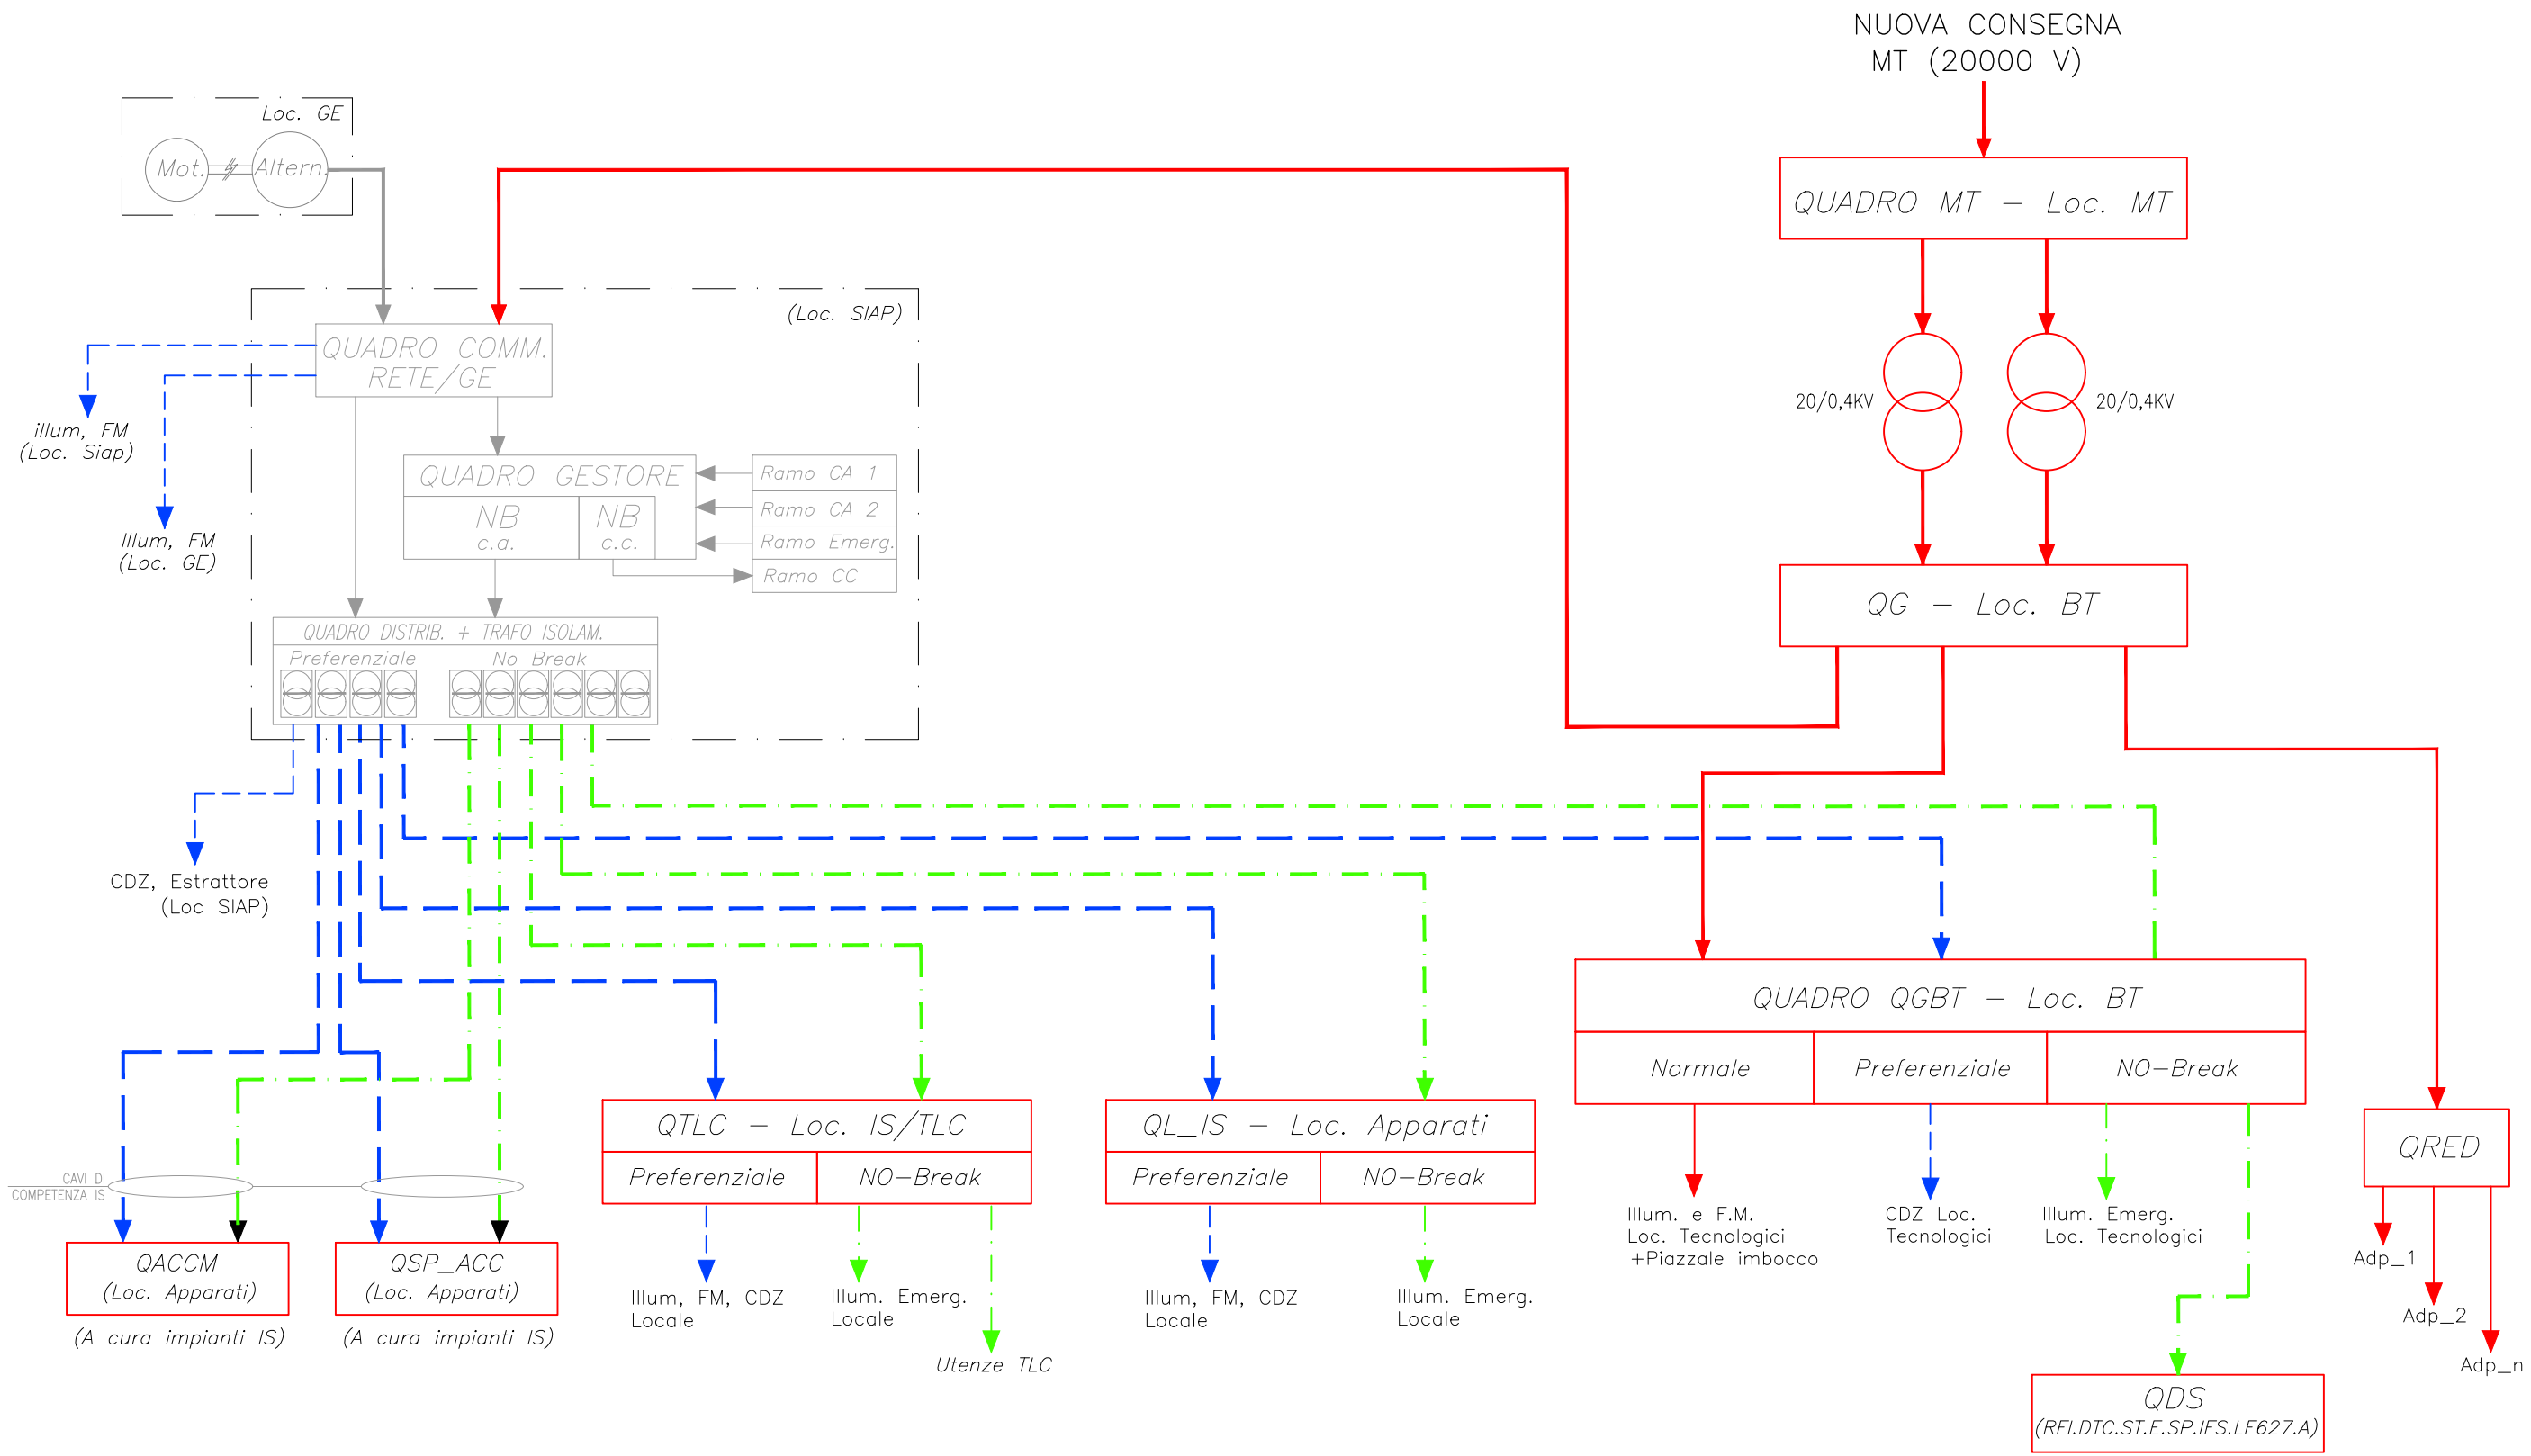 NUOVA CONSEGNA
MT (20000 V)
Loc. GE
Mot.
Altern.
QUADRO MT - Loc. MT
(Loc. SIAP)
QUADRO COMM.
RETE/GE
20/0,4KV
20/0,4KV
illum, FM
(Loc. Siap)
QUADRO GESTORE
NB
c.a.
NB
c.c.
Ramo CA 1
Ramo CA 2
Ramo Emerg.
Ramo CC
Illum, FM
(Loc. GE)
QG - Loc. BT
QUADRO DISTRIB. + TRAFO ISOLAM.
Preferenziale
No Break
CDZ, Estrattore
(Loc SIAP)
QUADRO QGBT - Loc. BT
Normale
Preferenziale
NO-Break
QTLC - Loc. IS/TLC
Preferenziale
NO-Break
QL_IS - Loc. Apparati
Preferenziale
NO-Break
QRED
CAVI DI
COMPETENZA IS
Illum. e F.M.
Loc. Tecnologici
+Piazzale imbocco
CDZ Loc.
Tecnologici
Illum. Emerg.
Loc. Tecnologici
Adp_1
Adp_2
Adp_n
QACCM
(Loc. Apparati)
(A cura impianti IS)
QSP_ACC
(Loc. Apparati)
(A cura impianti IS)
Illum, FM, CDZ
Locale
Illum. Emerg.
Locale
Utenze TLC
Illum, FM, CDZ
Locale
Illum. Emerg.
Locale
QDS
(RFI.DTC.ST.E.SP.IFS.LF627.A)